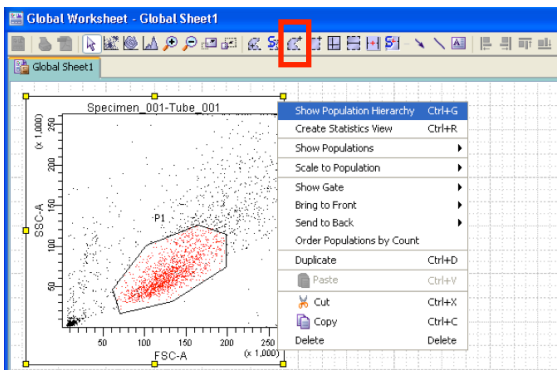 Global Worksheet - Global Sheet1
Global Sheet1
Specimen_001-Tube_001
(x 1,000)
250
200
150
100
50
SSC-A
P1
50 100 150 200 250
FSC-A
(x 1,000)
Show Population Hierarchy Ctrl+G
Create Statistics View Ctrl+R
Show Populations
Scale to Population
Show Gate
Bring to Front
Send to Back
Order Populations by Count
Duplicate Ctrl+D
Paste Ctrl+V
Cut Ctrl+X
Copy Ctrl+C
Delete Delete